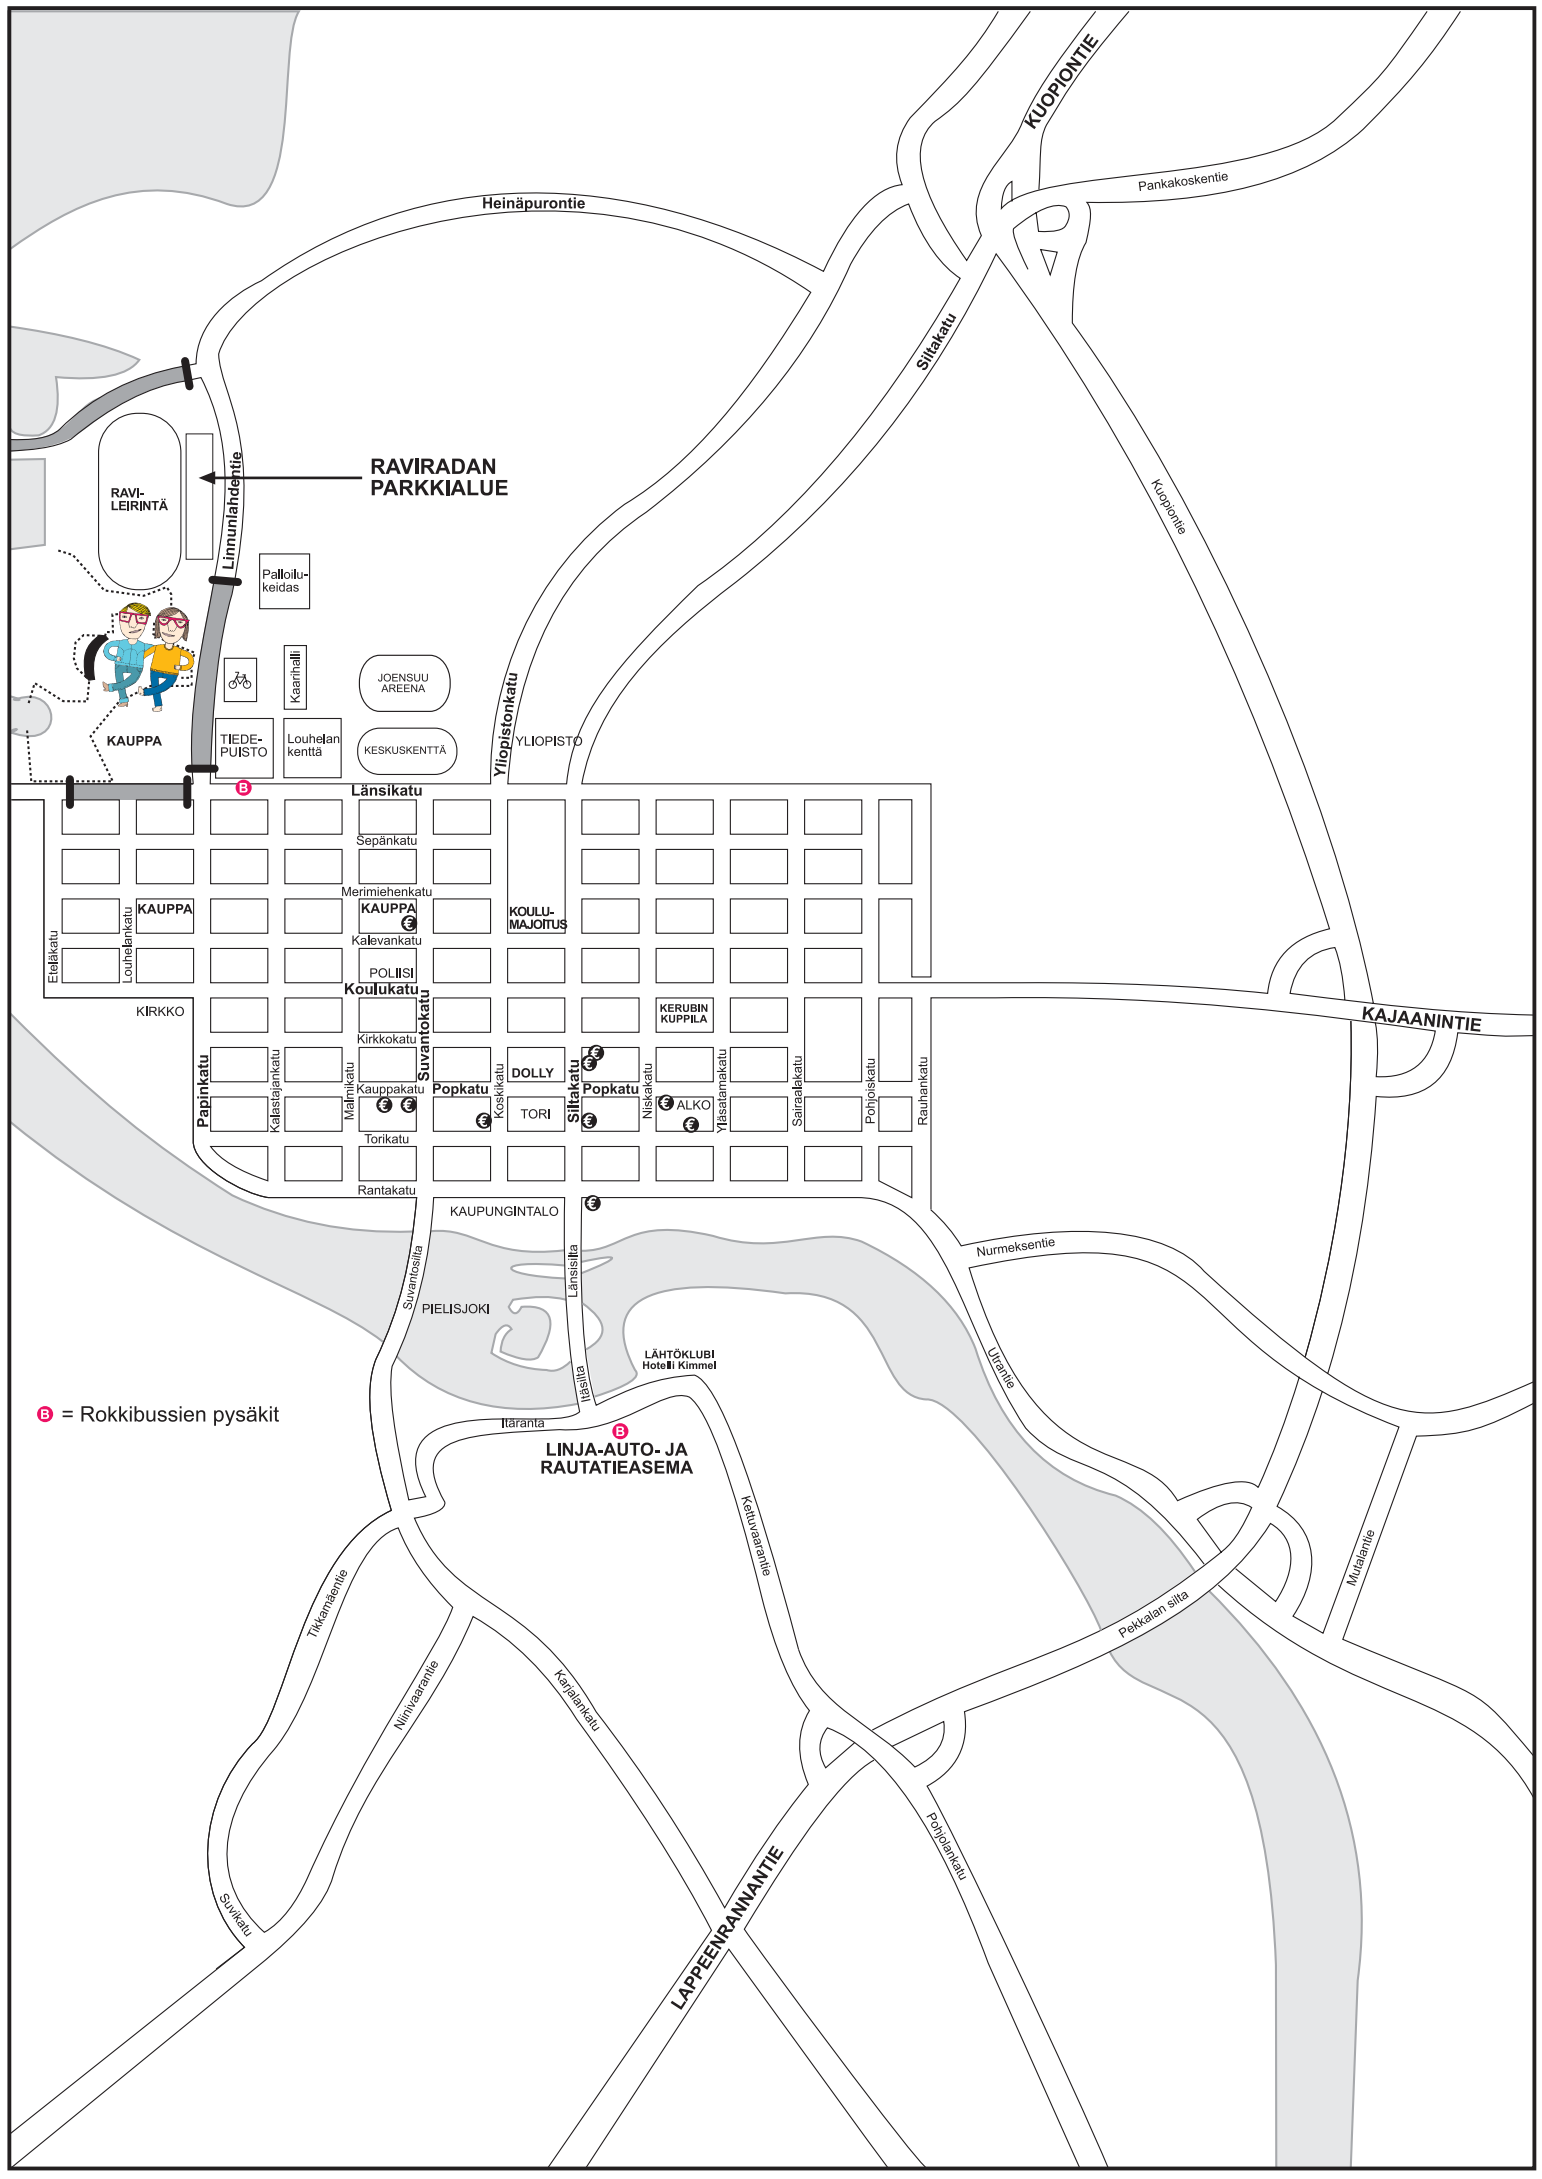 KUOPIONTIE
Pankakoskentie
Heinäpurontie
Siltakatu
RAVIRADAN
PARKKIALUE
RAVI-
LEIRINTÄ
Linnunlahdentie
Kuopiontie
Palloilu-
keidas
Kaarihalli
JOENSUU
AREENA
Yliopistonkatu
KAUPPA
TIEDE-
PUISTO
Louhelan
kenttä
KESKUSKENTTÄ
YLIOPISTO
B
Länsikatu
Sepänkatu
Merimiehenkatu
KAUPPA
KAUPPA
€
KOULU-
MAJOITUS
Eteläkatu
Louhelankatu
Kalevankatu
POLIISI
Koulukatu
KIRKKO
Suvantokatu
KERUBIN
KUPPILA
KAJAANINTIE
Kirkkokatu
€
€
Papinkatu
Kalastajankatu
Malmikatu
Kauppakatu
Popkatu
Koskikatu
DOLLY
Siltakatu
Popkatu
Niskakatu
Yläsatamakatu
Sairaalakatu
Pohjoiskatu
Rauhankatu
€
€
€
TORI
€
€
ALKO
€
Torikatu
Rantakatu
KAUPUNGINTALO
€
Suvantosilta
Länsisilta
Nurmeksentie
PIELISJOKI
LÄHTÖKLUBI
Hotelli Kimmel
Itäsilta
Utrantie
B = Rokkibussien pysäkit
Itäranta
B
LINJA-AUTO- JA
RAUTATIEASEMA
Kettuvaarantie
Mutalantie
Tikkamäentie
Pekkalan silta
Niinivaarantie
Karjalankatu
Pohjolankatu
Suvikatu
LAPPEENRANNANTIE